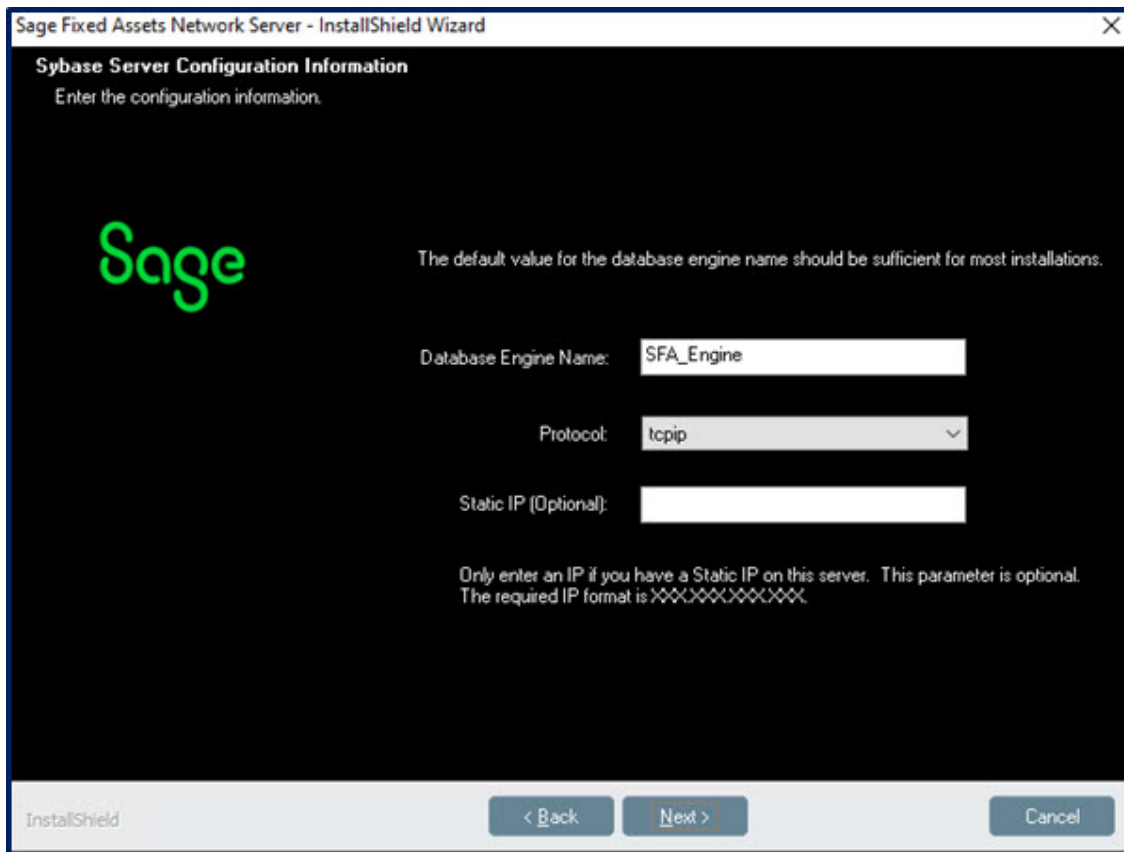 Sage Fixed Assets Network Server - InstallShield Wizard
Sybase Server Configuration Information
Enter the configuration information.
Sage
The default value for the database engine name should be sufficient for most installations.
Database Engine Name:
SFA_Engine
Protocol:
tcpip
Static IP (Optional):
Only enter an IP if you have a Static IP on this server. This parameter is optional.
The required IP format is XXX.XXX.XXX.XXX.
InstallShield
< Back
Next >
Cancel